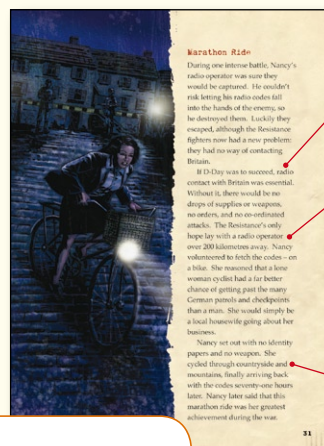 Marathon Ride
During one intense battle, Nancy's
radio operator was sure they
would be captured. He couldn't
risk letting his radio codes fall
into the hands of the enemy, so
he destroyed them. Luckily they
escaped, although the Resistance
fighters now had a new problem:
they had no way of contacting
Britain.
If D-Day was to succeed, radio
contact with Britain was essential.
Without it, there would be no
drops of supplies or weapons,
no orders, and no co-ordinated
attacks. The Resistance's only
hope lay with a radio operator
over 200 kilometres away. Nancy
volunteered to fetch the codes – on
a bike. She reasoned that a lone
woman cyclist had a far better
chance of getting past the many
German patrols and checkpoints
than a man. She would simply be
a local housewife going about her
business.
Nancy set out with no identity
papers and no weapon. She
cycled through countryside and
mountains, finally arriving back
with the codes seventy-one hours
later. Nancy later said that this
marathon ride was her greatest
achievement during the war.
31